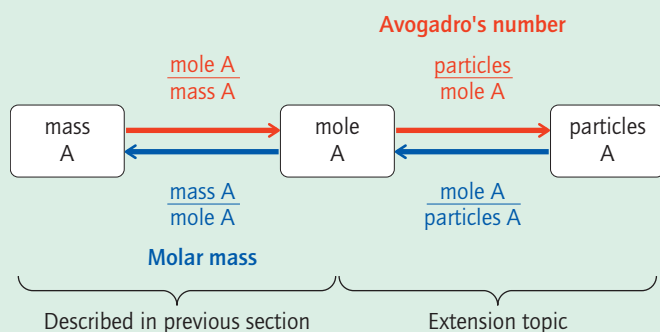 Avogadro's number
mole A
mass A
particles
mole A
mass
A
mole
A
particles
A
mass A
mole A
mole A
particles A
Molar mass
Described in previous section
Extension topic